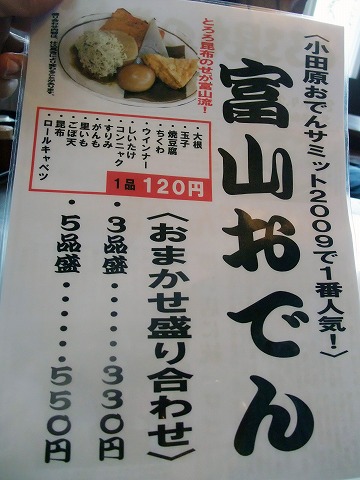 〈小田原おでんサミット2009で1番人気！〉
富山おでん
とろろ昆布のせが富山流！
・大根
・玉子
・焼豆腐
・ちくわ
・ウインナー
・コンニャク
・しいたけ
・すりみ
・がんも
・里いも
・ごぼ天
・昆布
・ロールキャベツ
1品 120円
〈おまかせ盛り合わせ〉
・3品盛・・・・・・330円
・5品盛・・・・・・550円